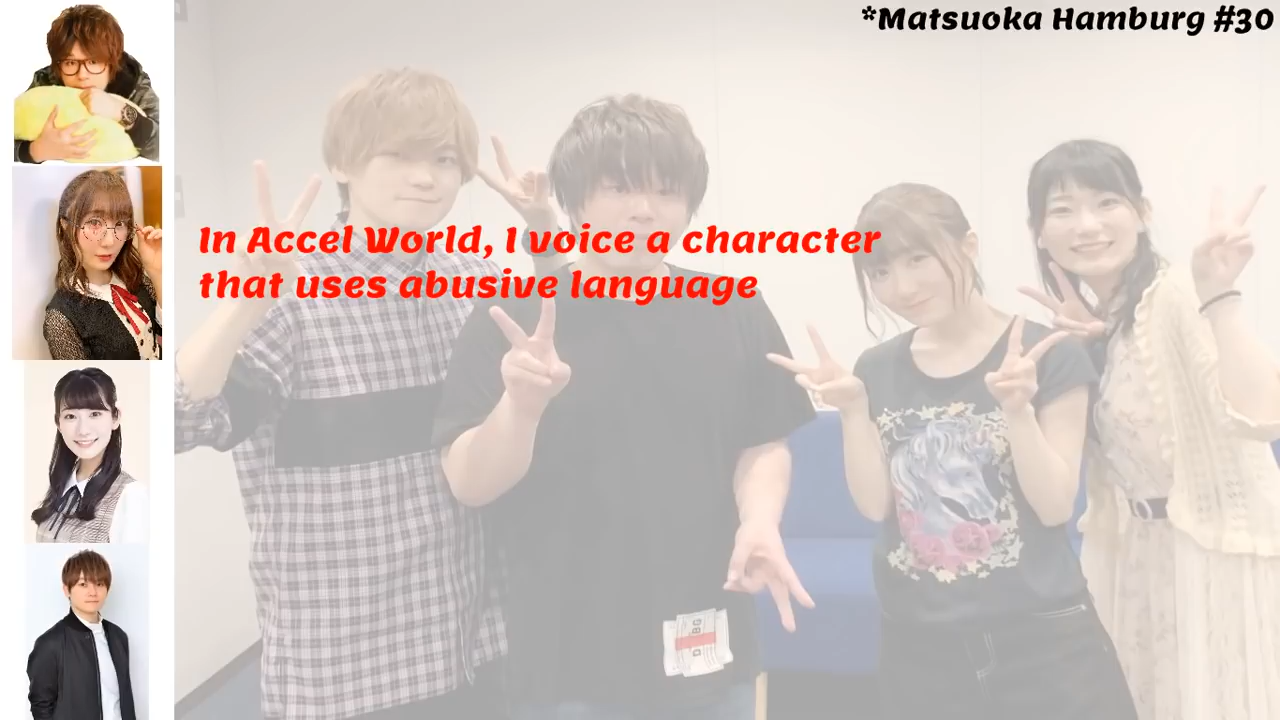 *Matsuoka Hamburg #30
In Accel World, I voice a character
that uses abusive language